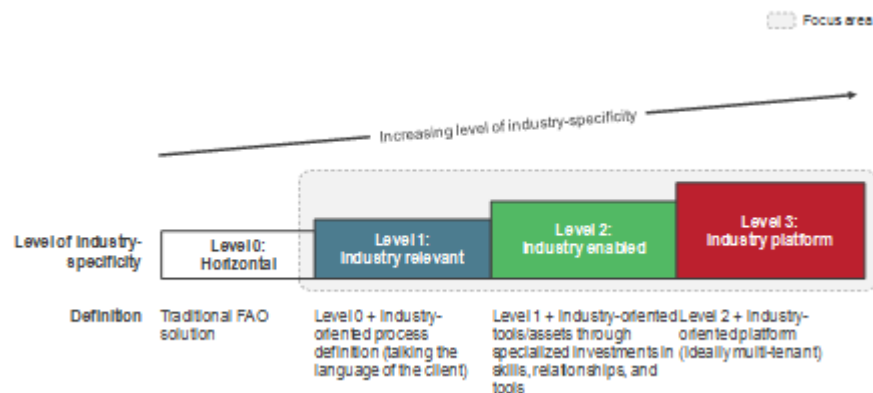 Focus area
Increasing level of industry-specificity
Level of industry-
specificity
Level 0:
Horizontal
Level 1:
Industry relevant
Level 2:
Industry enabled
Level 3:
Industry platform
Definition
Traditional FAO
solution
Level 0 + Industry-
oriented process
definition (talking the
language of the client)
Level 1 + Industry-oriented
tools/assets through
specialized investments in
skills, relationships, and
tools
Level 2 + Industry-
oriented platform
(ideally multi-tenant)